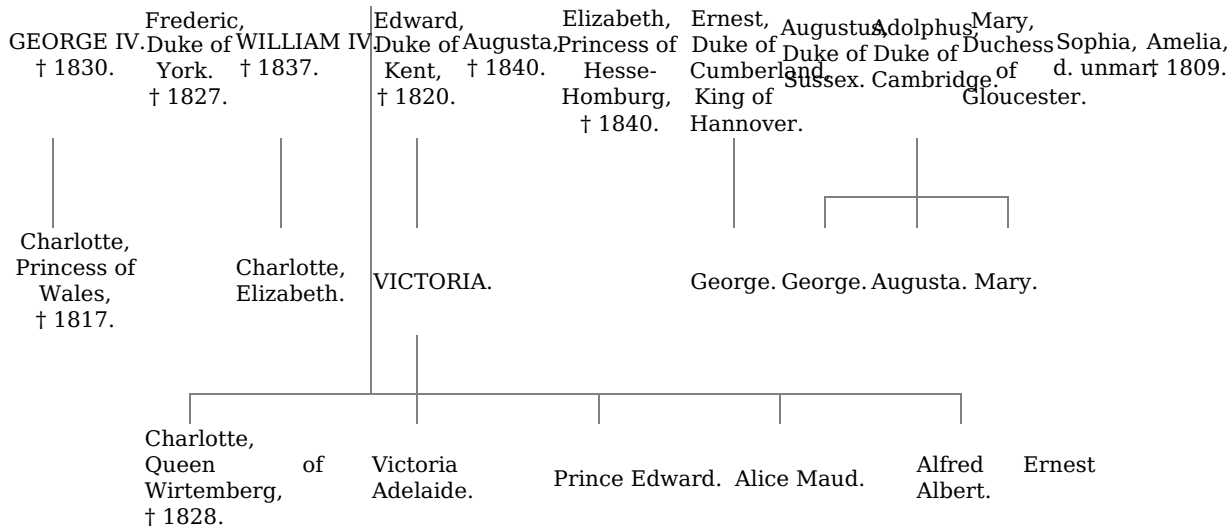 GEORGE IV.
† 1830.
Frederic,
Duke of
York.
† 1827.
WILLIAM IV.
† 1837.
Edward,
Duke of
Kent,
† 1820.
Augusta,
† 1840.
Elizabeth,
Princess of
Hesse-
Homburg,
† 1840.
Ernest,
Duke of
Cumberland,
King of
Hannover.
Augustus,
Duke of
Sussex.
Adolphus,
Duke of
Cambridge.
Mary,
Duchess
of
Gloucester.
Sophia,
d. unmar.
Amelia,
† 1809.
Charlotte,
Princess of
Wales,
† 1817.
Charlotte,
Elizabeth.
VICTORIA.
George.
George.
Augusta.
Mary.
Charlotte,
Queen of
Wirtemberg,
† 1828.
Victoria
Adelaide.
Prince Edward.
Alice Maud.
Alfred Ernest
Albert.